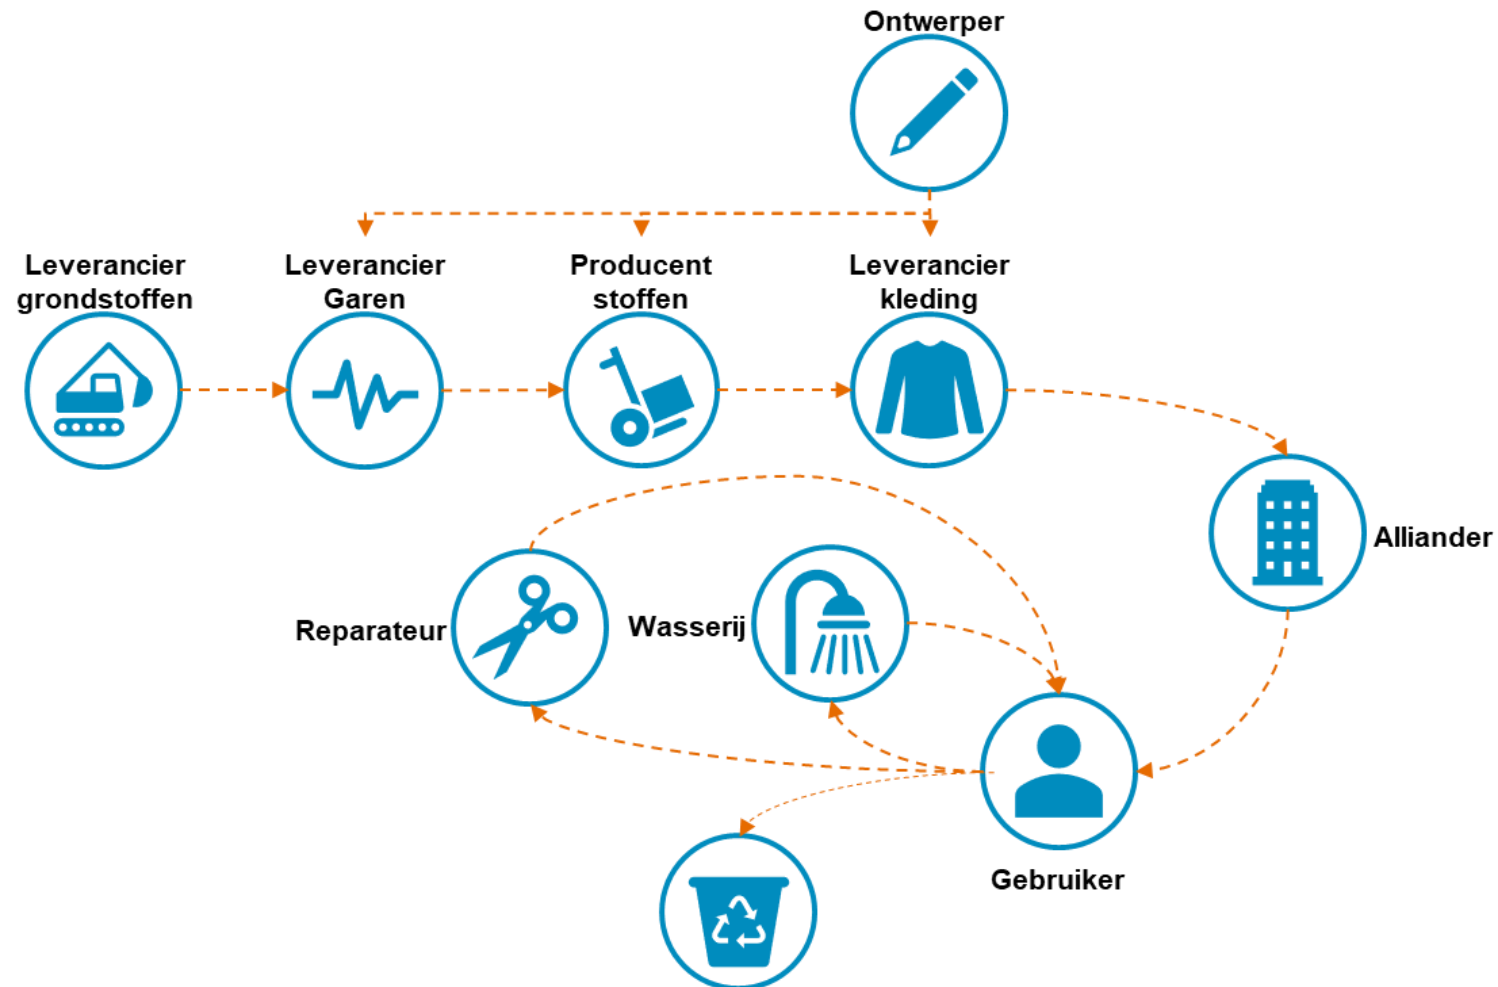 Ontwerper
Leverancier
grondstoffen
Leverancier
Garen
Producent
stoffen
Leverancier
kleding
Alliander
Reparateur
Wasserij
Gebruiker